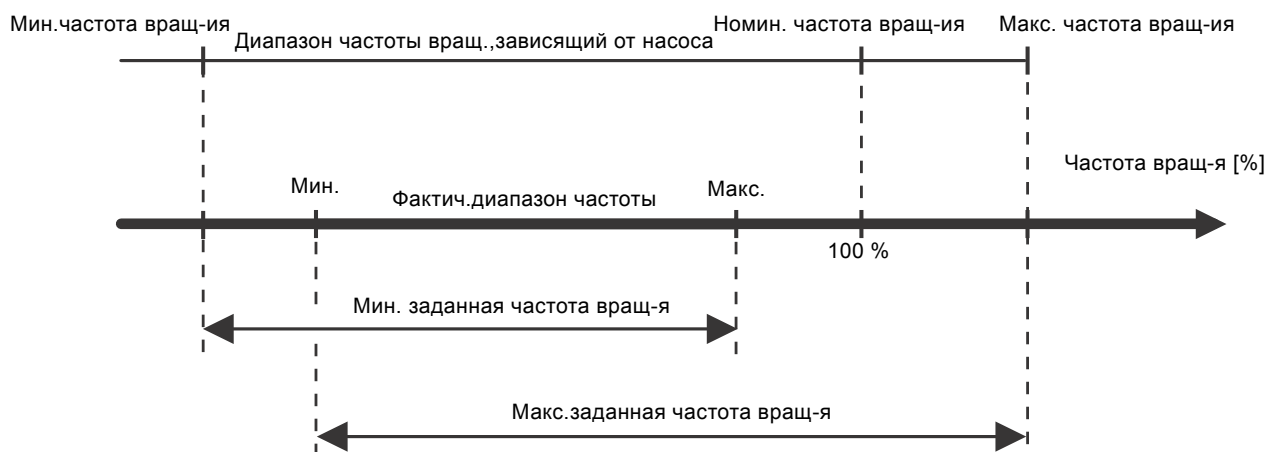 Мин.частота вращ-ия
Диапазон частоты вращ.,зависящий от насоса
Номин. частота вращ-ия
Макс. частота вращ-ия
Частота вращ-я [%]
Мин.
Фактич.диапазон частоты
Макс.
100 %
Мин. заданная частота вращ-я
Макс.заданная частота вращ-я